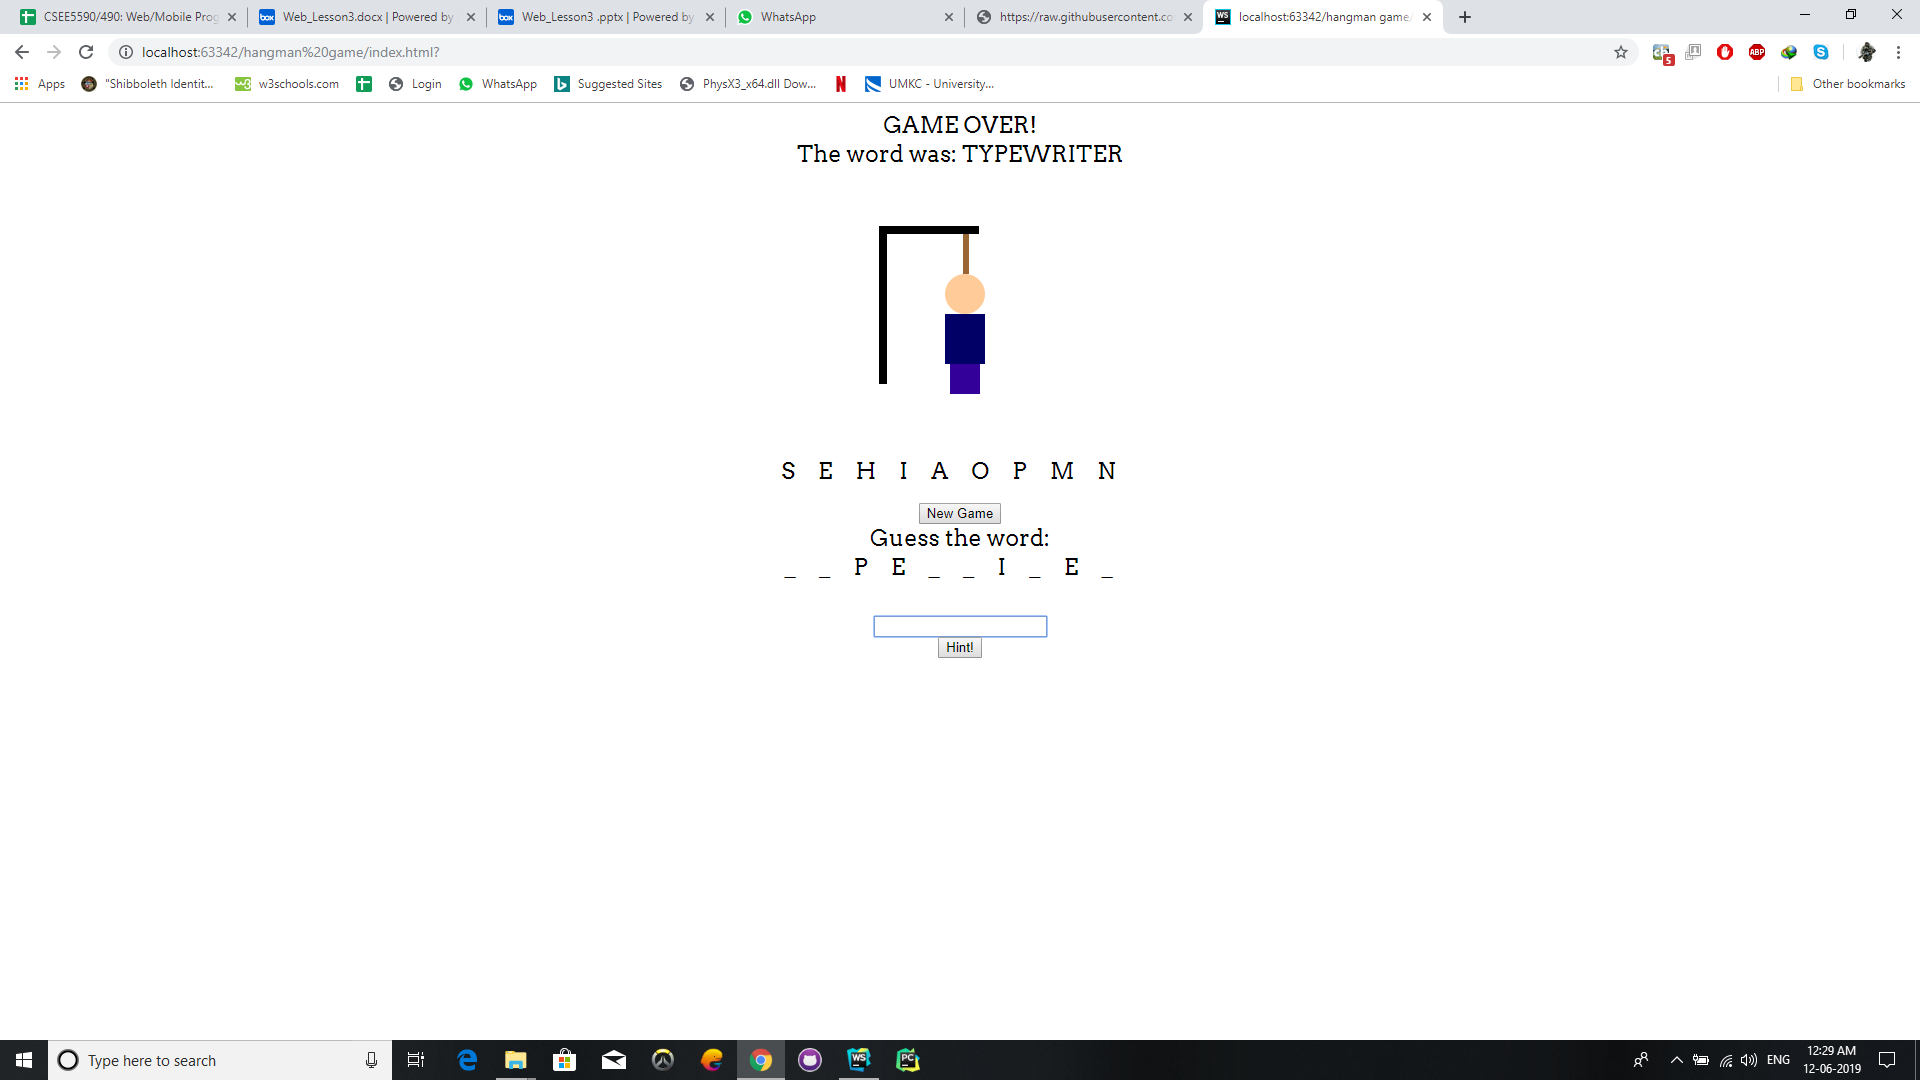 CSEE5590/490: Web/Mobile Prog
Web_Lesson3.docx | Powered by
Web_Lesson3 .pptx | Powered by
WhatsApp
https://raw.githubusercontent.co
localhost:63342/hangman game/
localhost:63342/hangman%20game/index.html?
5
ABP
Apps
"Shibboleth Identit...
w3schools.com
Login
WhatsApp
Suggested Sites
PhysX3_x64.dll Dow...
UMKC - University...
Other bookmarks
GAME OVER!
The word was: TYPEWRITER
S E H I A O P M N
New Game
Guess the word:
_ _ P E _ _ I _ E _
Hint!
Type here to search
ENG
12:29 AM
12-06-2019